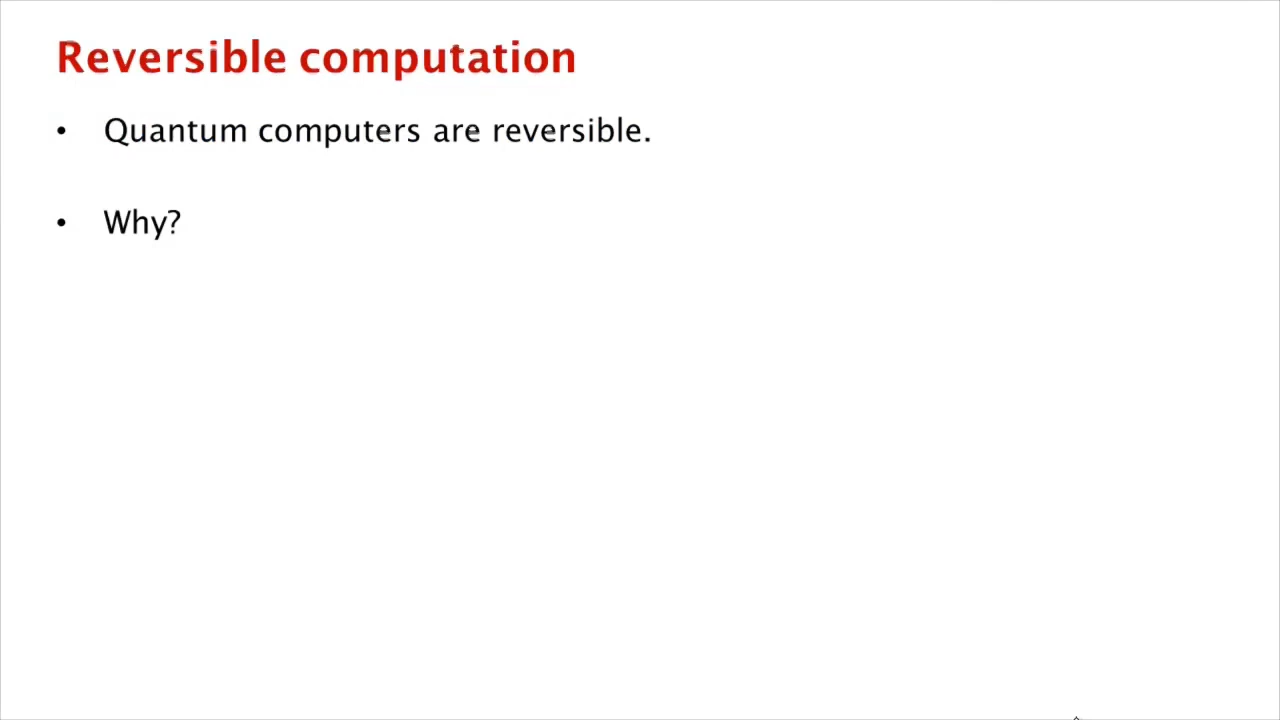 Reversible computation
• Quantum computers are reversible.
• Why?